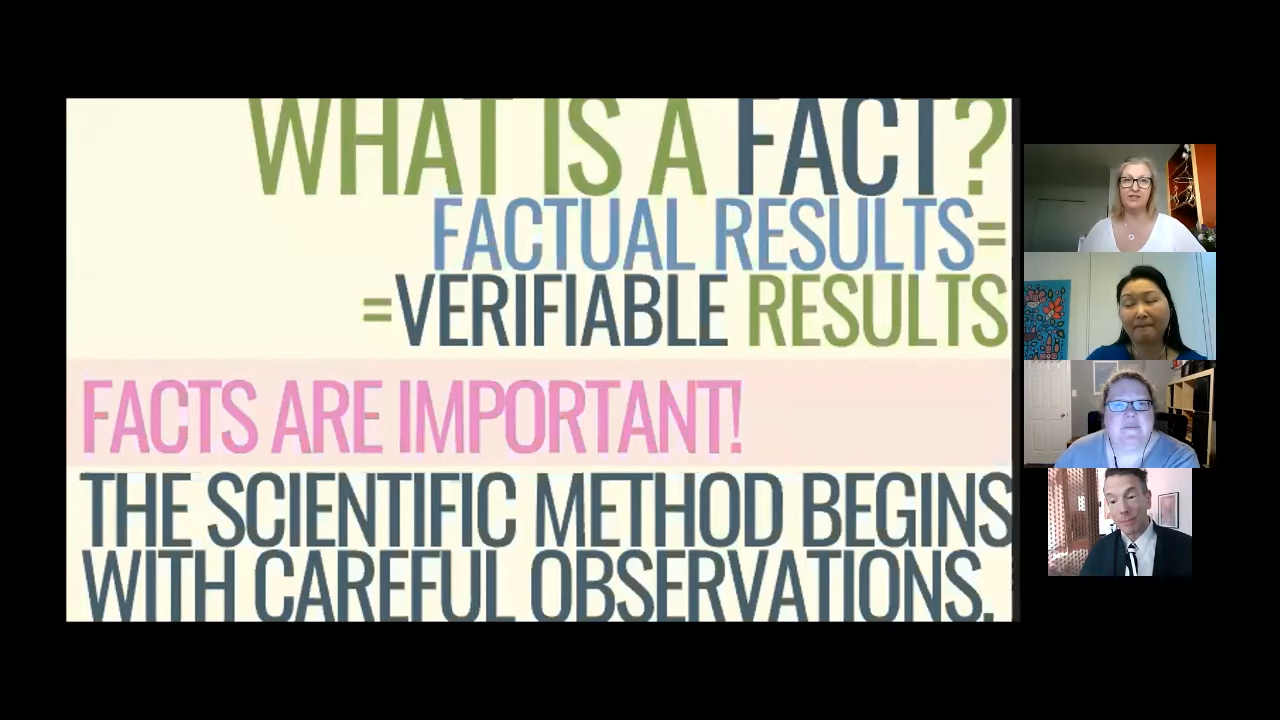 WHAT IS A FACT?
FACTUAL RESULTS=
=VERIFIABLE RESULTS
FACTS ARE IMPORTANT!
THE SCIENTIFIC METHOD BEGINS
WITH CAREFUL OBSERVATIONS.